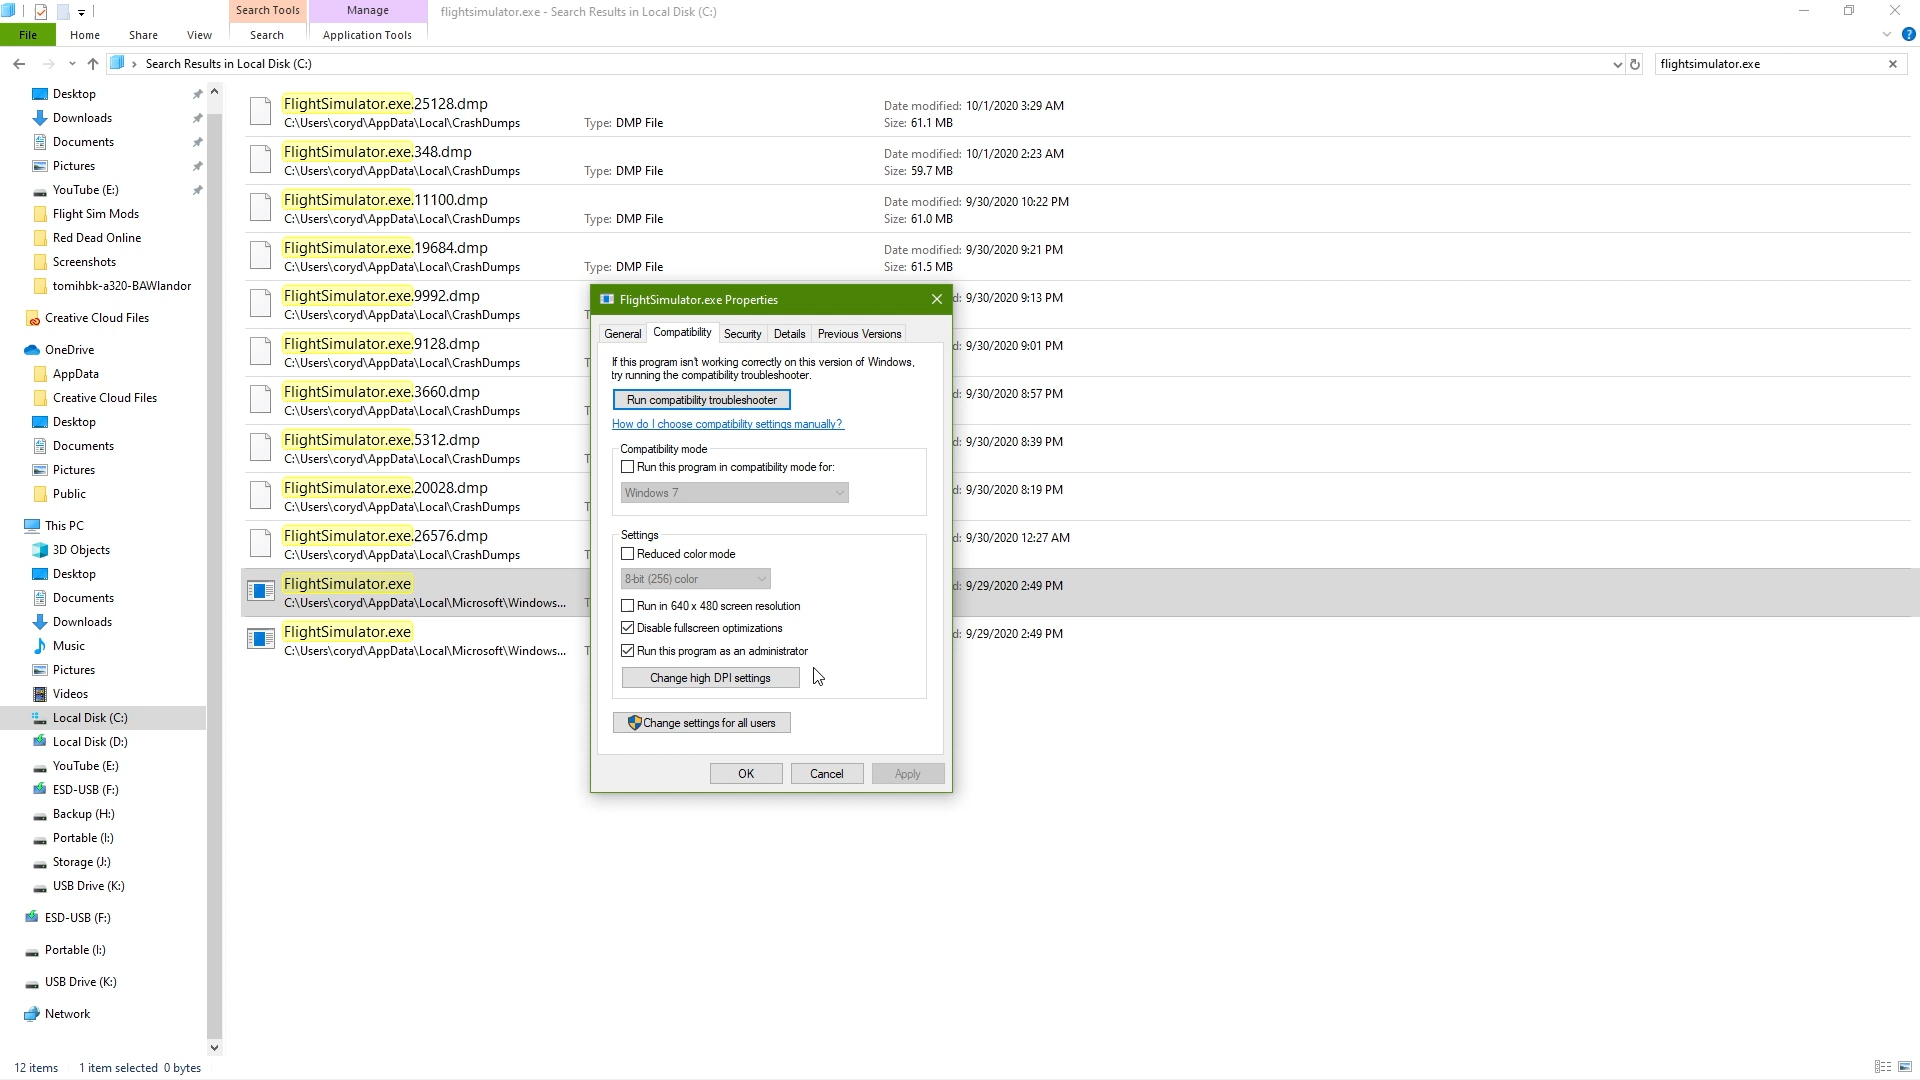 Search Tools
Manage
flightsimulator.exe - Search Results in Local Disk (C:)
File
Home
Share
View
Search
Application Tools
Search Results in Local Disk (C:)
flightsimulator.exe
Desktop
Downloads
Documents
Pictures
YouTube (E:)
Flight Sim Mods
Red Dead Online
Screenshots
tomihbk-a320-BAWlandor
Creative Cloud Files
OneDrive
AppData
Creative Cloud Files
Desktop
Documents
Pictures
Public
This PC
3D Objects
Desktop
Documents
Downloads
Music
Pictures
Videos
Local Disk (C:)
Local Disk (D:)
YouTube (E:)
ESD-USB (F:)
Backup (H:)
Portable (I:)
Storage (J:)
USB Drive (K:)
ESD-USB (F:)
Portable (I:)
USB Drive (K:)
Network
FlightSimulator.exe.25128.dmp
C:\Users\coryd\AppData\Local\CrashDumps
Type: DMP File
Date modified: 10/1/2020 3:29 AM
Size: 61.1 MB
FlightSimulator.exe.348.dmp
C:\Users\coryd\AppData\Local\CrashDumps
Type: DMP File
Date modified: 10/1/2020 2:23 AM
Size: 59.7 MB
FlightSimulator.exe.11100.dmp
C:\Users\coryd\AppData\Local\CrashDumps
Type: DMP File
Date modified: 9/30/2020 10:22 PM
Size: 61.0 MB
FlightSimulator.exe.19684.dmp
C:\Users\coryd\AppData\Local\CrashDumps
Type: DMP File
Date modified: 9/30/2020 9:21 PM
Size: 61.5 MB
FlightSimulator.exe.9992.dmp
C:\Users\coryd\AppData\Local\CrashDumps
d: 9/30/2020 9:13 PM
FlightSimulator.exe.9128.dmp
C:\Users\coryd\AppData\Local\CrashDumps
d: 9/30/2020 9:01 PM
FlightSimulator.exe.3660.dmp
C:\Users\coryd\AppData\Local\CrashDumps
d: 9/30/2020 8:57 PM
FlightSimulator.exe.5312.dmp
C:\Users\coryd\AppData\Local\CrashDumps
d: 9/30/2020 8:39 PM
FlightSimulator.exe.20028.dmp
C:\Users\coryd\AppData\Local\CrashDumps
d: 9/30/2020 8:19 PM
FlightSimulator.exe.26576.dmp
C:\Users\coryd\AppData\Local\CrashDumps
d: 9/30/2020 12:27 AM
FlightSimulator.exe
C:\Users\coryd\AppData\Local\Microsoft\Windows...
d: 9/29/2020 2:49 PM
FlightSimulator.exe
C:\Users\coryd\AppData\Local\Microsoft\Windows...
d: 9/29/2020 2:49 PM
FlightSimulator.exe Properties
General
Compatibility
Security
Details
Previous Versions
If this program isn't working correctly on this version of Windows,
try running the compatibility troubleshooter.
Run compatibility troubleshooter
How do I choose compatibility settings manually?
Compatibility mode
Run this program in compatibility mode for:
Windows 7
Settings
Reduced color mode
8-bit (256) color
Run in 640 x 480 screen resolution
Disable fullscreen optimizations
Run this program as an administrator
Change high DPI settings
Change settings for all users
OK
Cancel
Apply
12 items
1 item selected 0 bytes